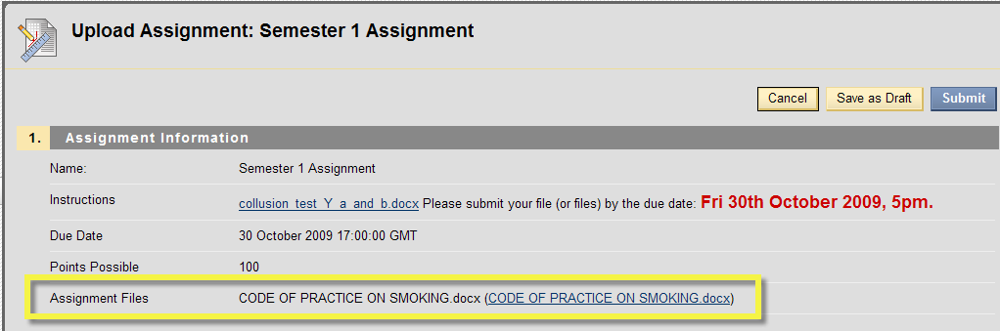 Upload Assignment: Semester 1 Assignment
Cancel Save as Draft Submit
1. Assignment Information
Name: Semester 1 Assignment
Instructions collusion_test_Y_a_and_b.docx Please submit your file (or files) by the due date: Fri 30th October 2009, 5pm.
Due Date 30 October 2009 17:00:00 GMT
Points Possible 100
Assignment Files CODE OF PRACTICE ON SMOKING.docx (CODE OF PRACTICE ON SMOKING.docx)